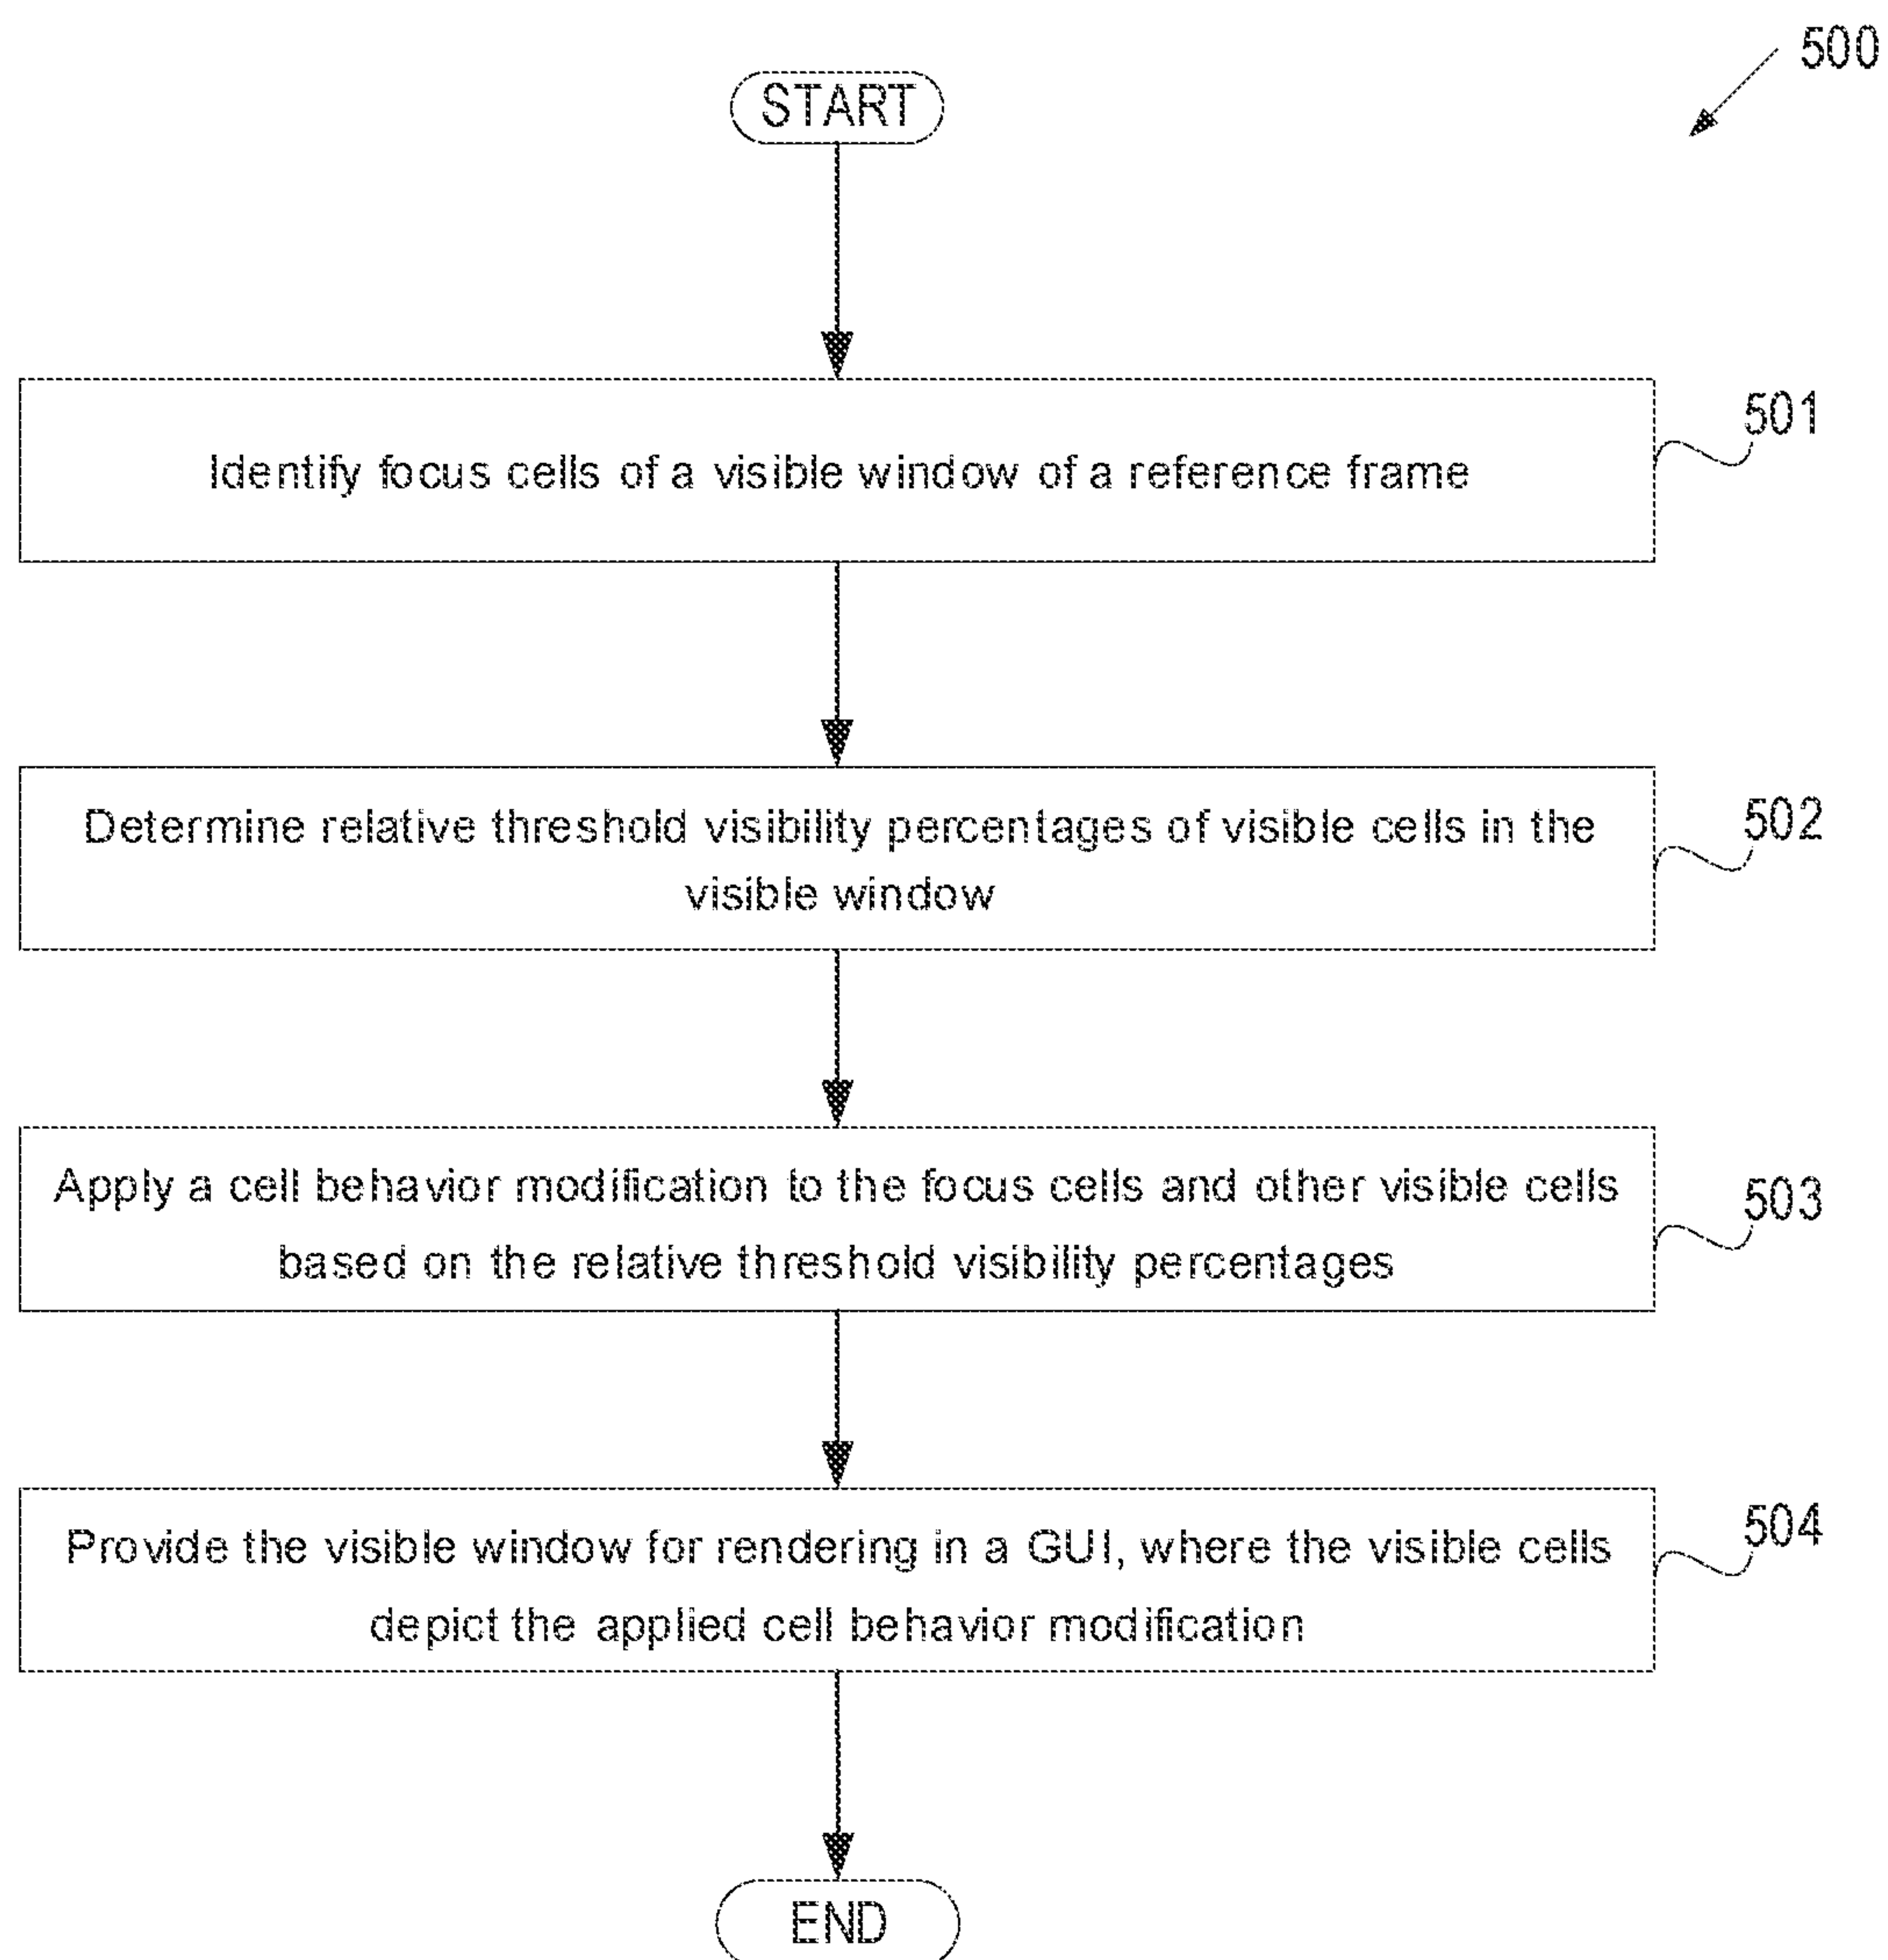 500
START
Identify focus cells of a visible window of a reference frame
501
Determine relative threshold visibility percentages of visible cells in the
visible window
502
Apply a cell behavior modification to the focus cells and other visible cells
based on the relative threshold visibility percentages
503
Provide the visible window for rendering in a GUI, where the visible cells
depict the applied cell behavior modification
504
END